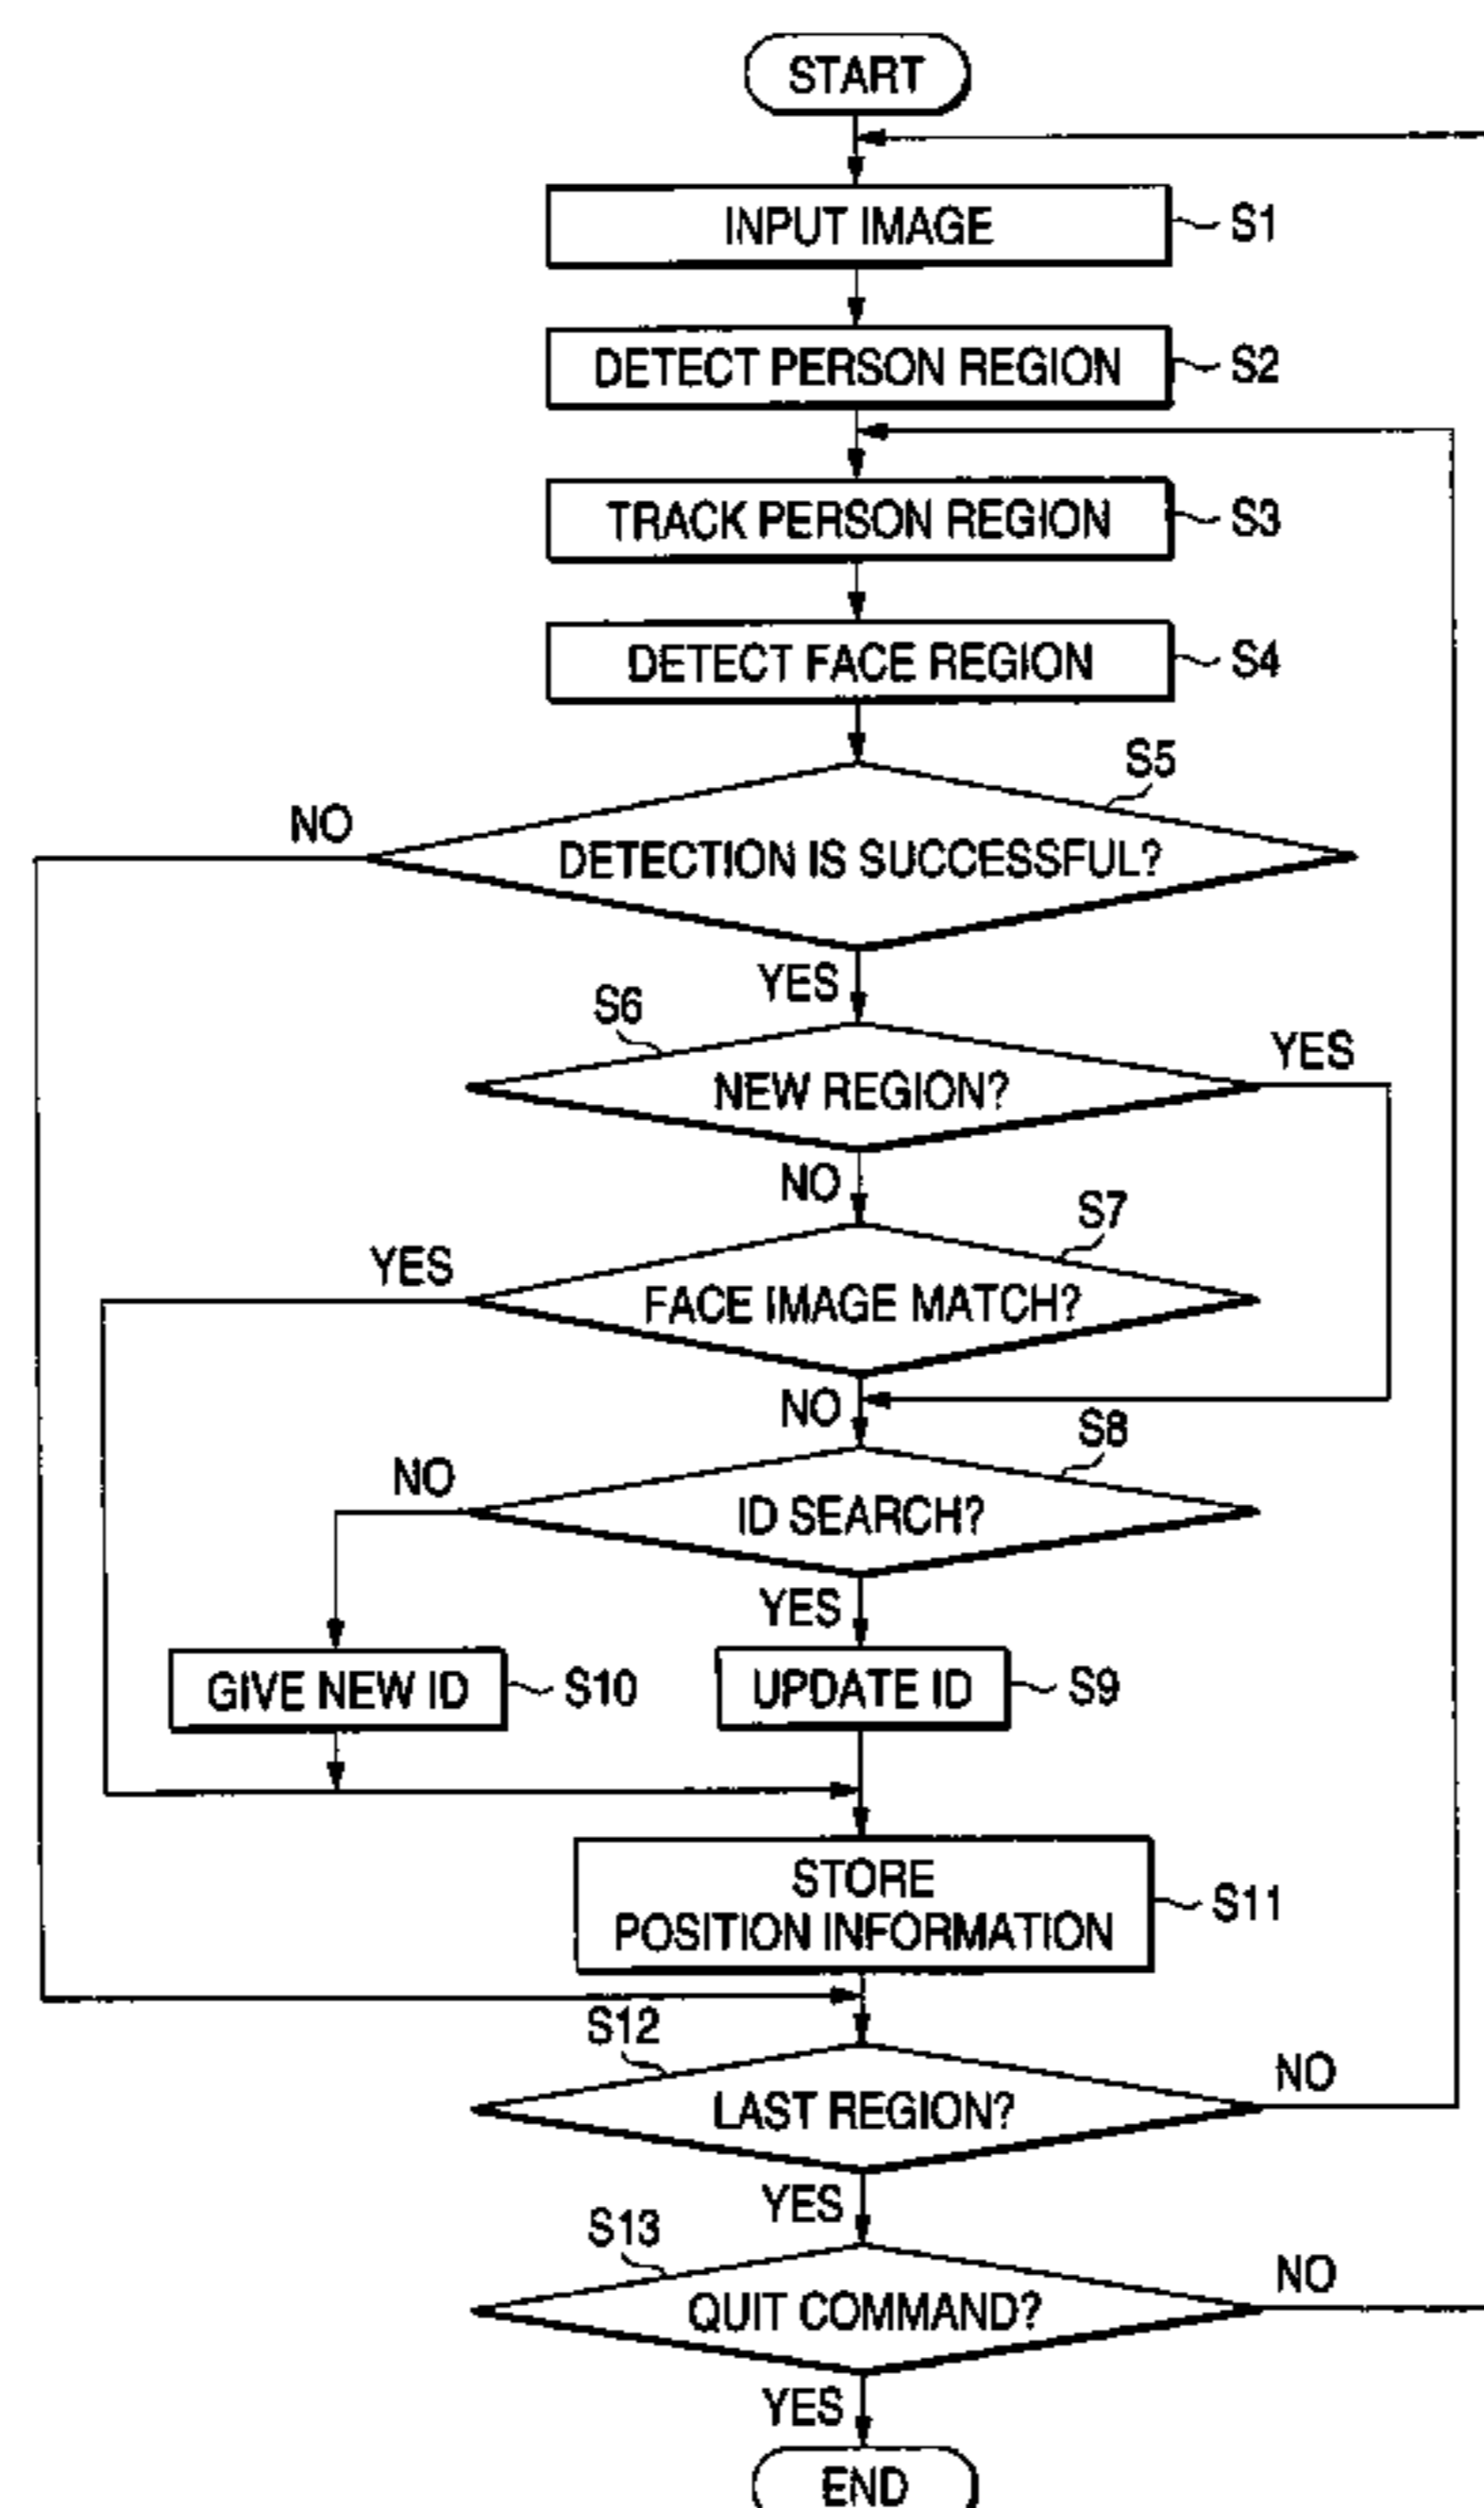 START
INPUT IMAGE
S1
DETECT PERSON REGION
S2
TRACK PERSON REGION
S3
DETECT FACE REGION
S4
S5
NO
DETECTION IS SUCCESSFUL?
YES
S6
YES
NEW REGION?
NO
S7
YES
FACE IMAGE MATCH?
NO
S8
NO
ID SEARCH?
YES
GIVE NEW ID
S10
UPDATE ID
S9
STORE
POSITION INFORMATION
S11
S12
NO
LAST REGION?
YES
S13
NO
QUIT COMMAND?
YES
END